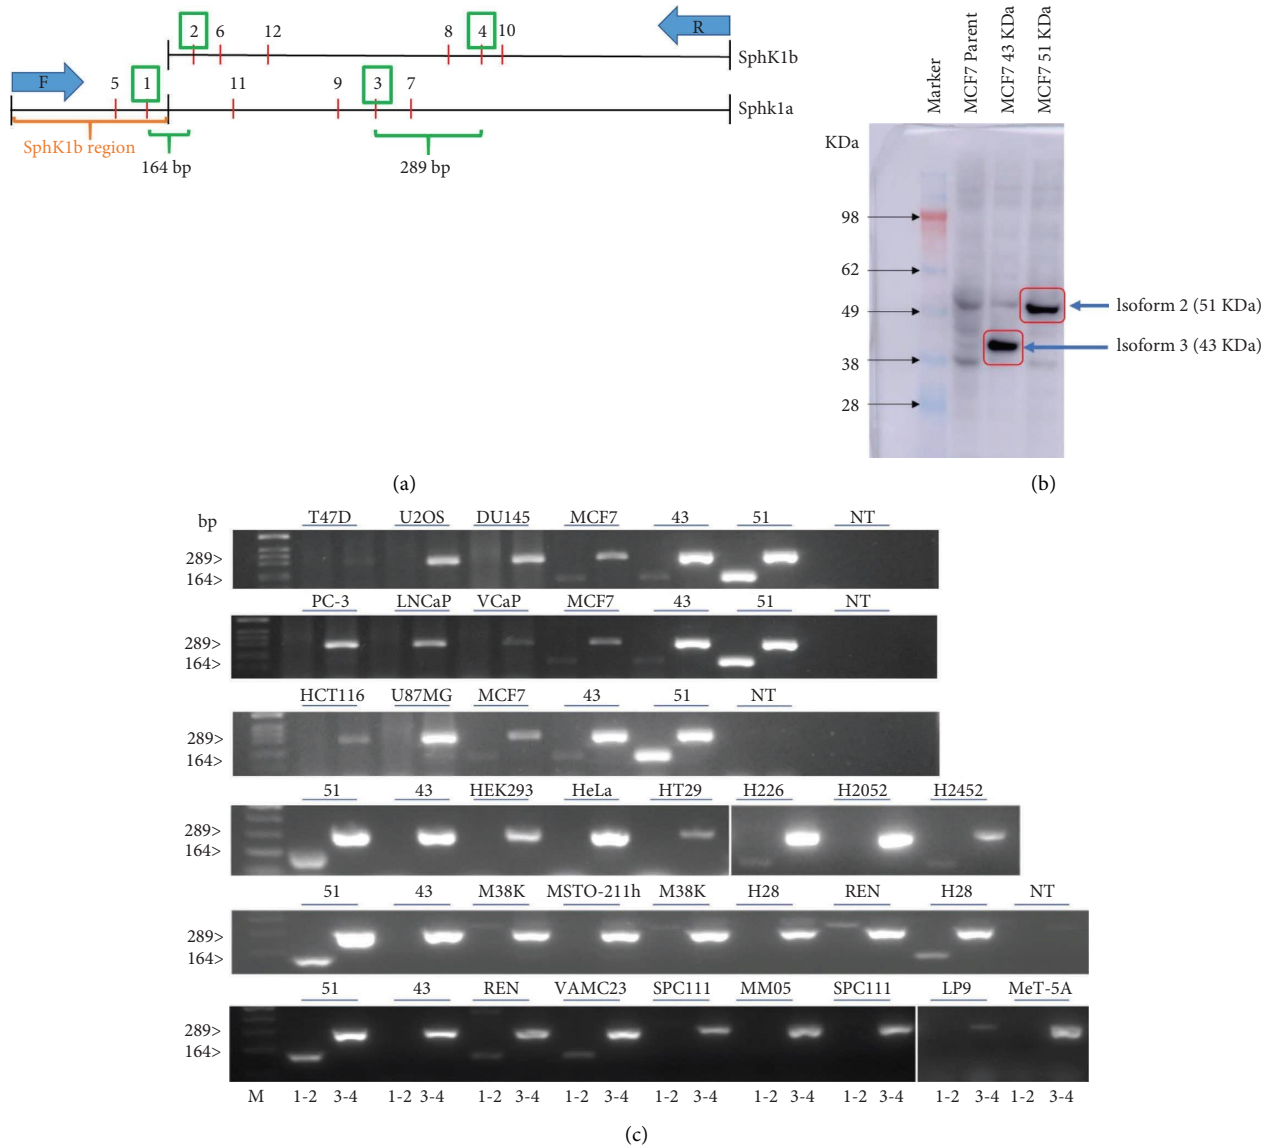 2 6 12 8 4 10
R
SphK1b
F
5 1 11 9 3 7
Sphk1a
SphK1b region
164 bp
289 bp
(a)
Marker
MCF7 Parent
MCF7 43 KDa
MCF7 51 KDa
KDa
98
62
49
38
28
Isoform 2 (51 KDa)
Isoform 3 (43 KDa)
(b)
bp
T47D U2OS DU145 MCF7 43 51 NT
289>
164>
PC-3 LNCaP VCaP MCF7 43 51 NT
289>
164>
HCT116 U87MG MCF7 43 51 NT
289>
164>
51 43 HEK293 HeLa HT29 H226 H2052 H2452
289>
164>
51 43 M38K MSTO-211h M38K H28 REN H28 NT
289>
164>
51 43 REN VAMC23 SPC111 MM05 SPC111 LP9 MeT-5A
289>
164>
M 1-2 3-4 1-2 3-4 1-2 3-4 1-2 3-4 1-2 3-4 1-2 3-4 1-2 3-4 1-2 3-4 1-2 3-4
(c)